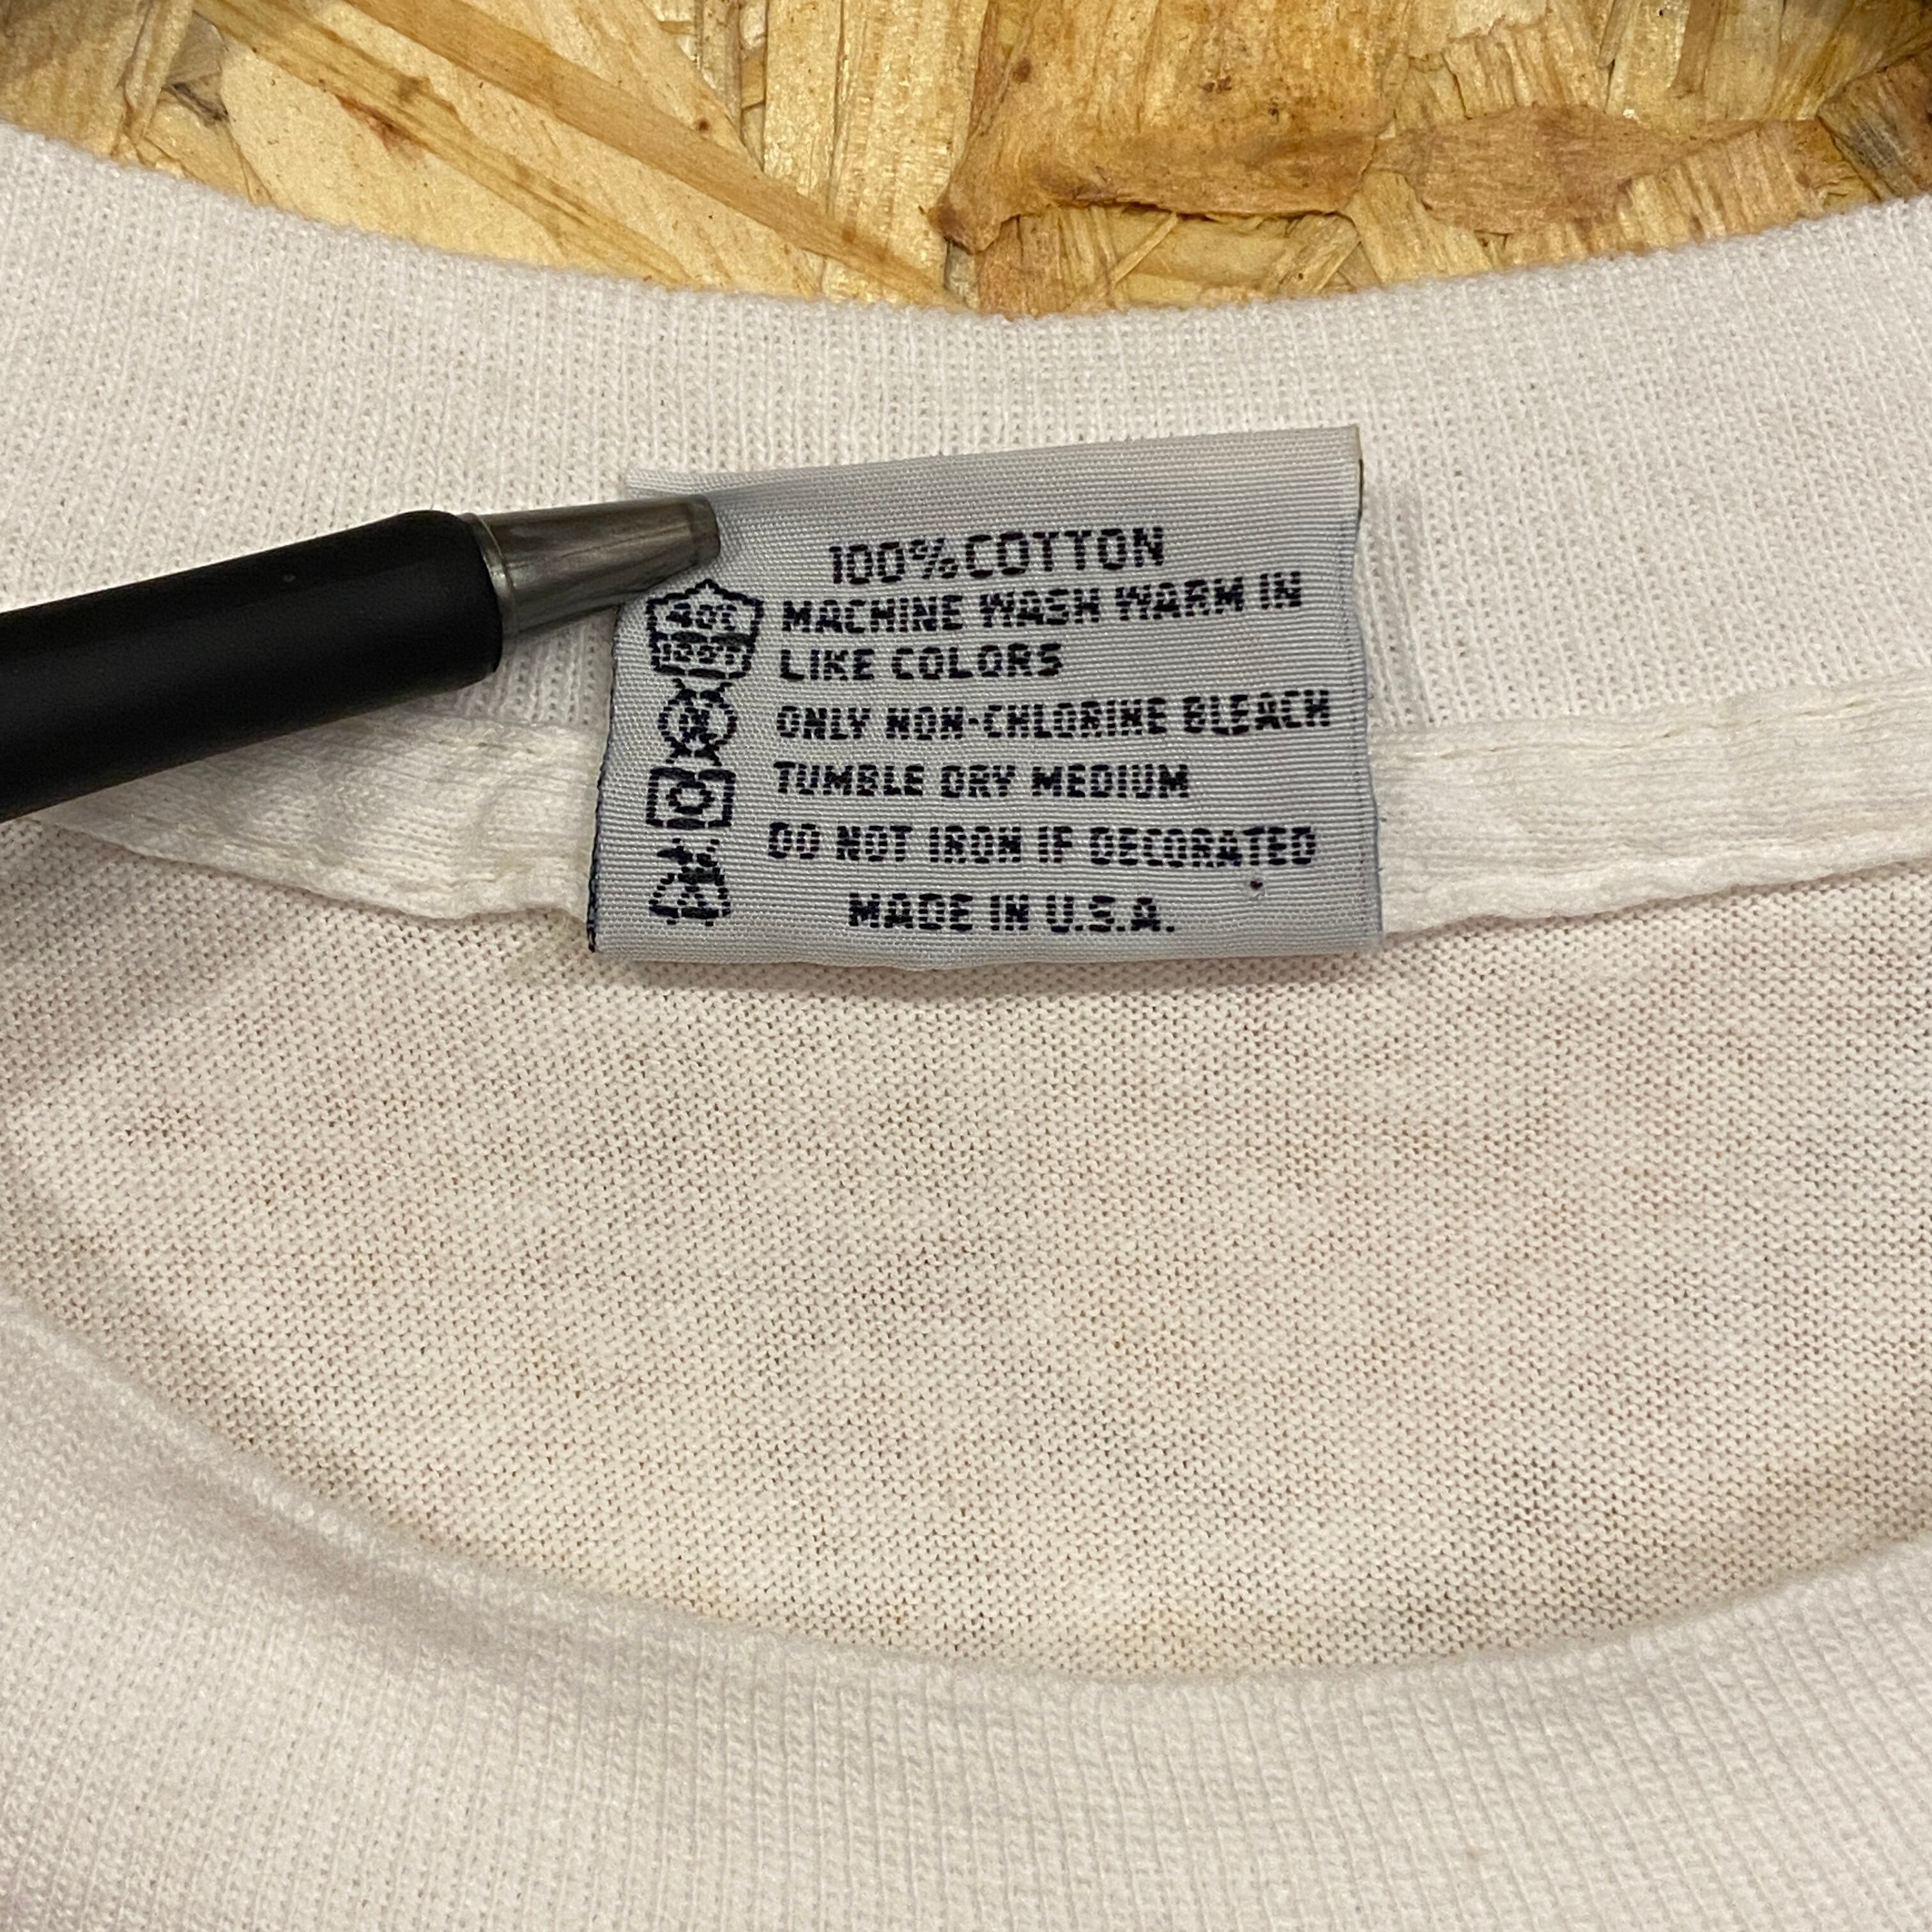 100% COTTON
40°C
MACHINE WASH WARM IN
LIKE COLORS
ONLY NON-CHLORINE BLEACH
TUMBLE DRY MEDIUM
DO NOT IRON IF DECORATED
MADE IN U.S.A.